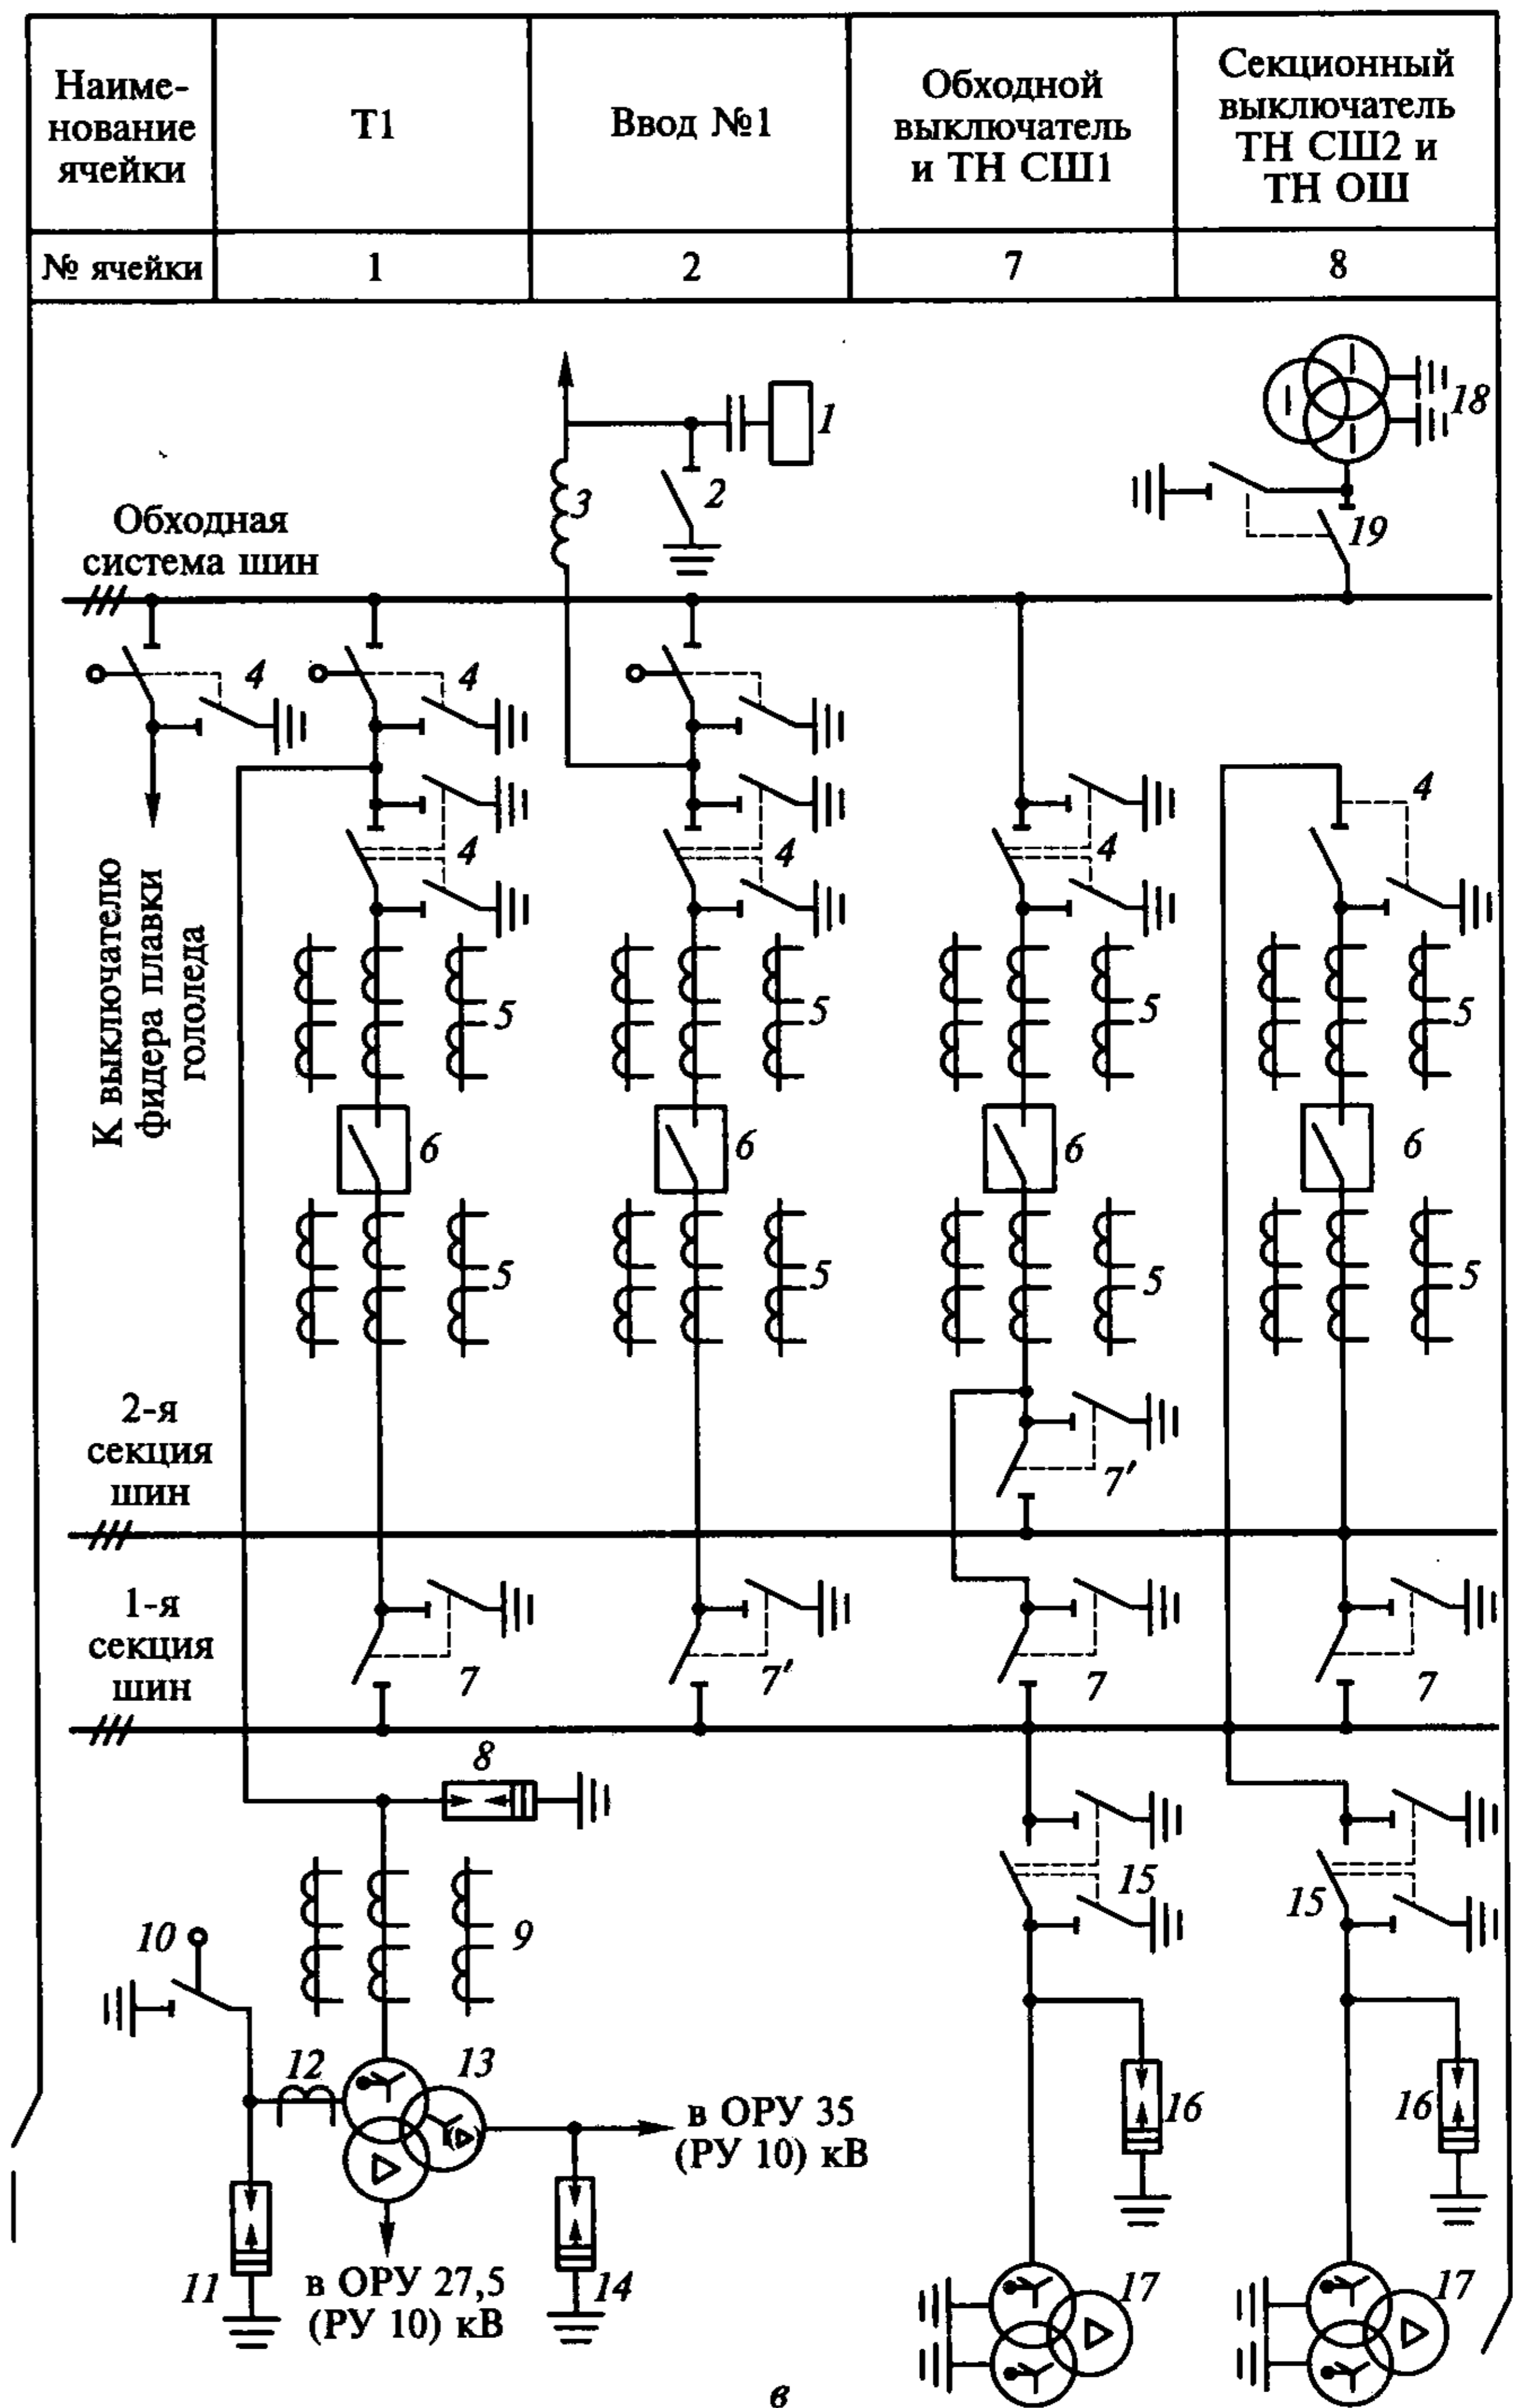 Наиме-
нование
ячейки
Т1
Ввод №1
Обходной
выключатель
и ТН СШ1
Секционный
выключатель
ТН СШ2 и
ТН ОШ
№ ячейки
1
2
7
8
1
2
3
18
19
Обходная
система шин
4
4
4
4
4
4
К выключателю
фидера плавки
гололеда
5
5
5
5
6
6
6
6
5
5
5
5
2-я
секция
шин
7′
1-я
секция
шин
7
7′
7
7
8
15
15
9
10
12
13
16
16
в ОРУ 35
(РУ 10) кВ
11
в ОРУ 27,5
(РУ 10) кВ
14
17
17
в